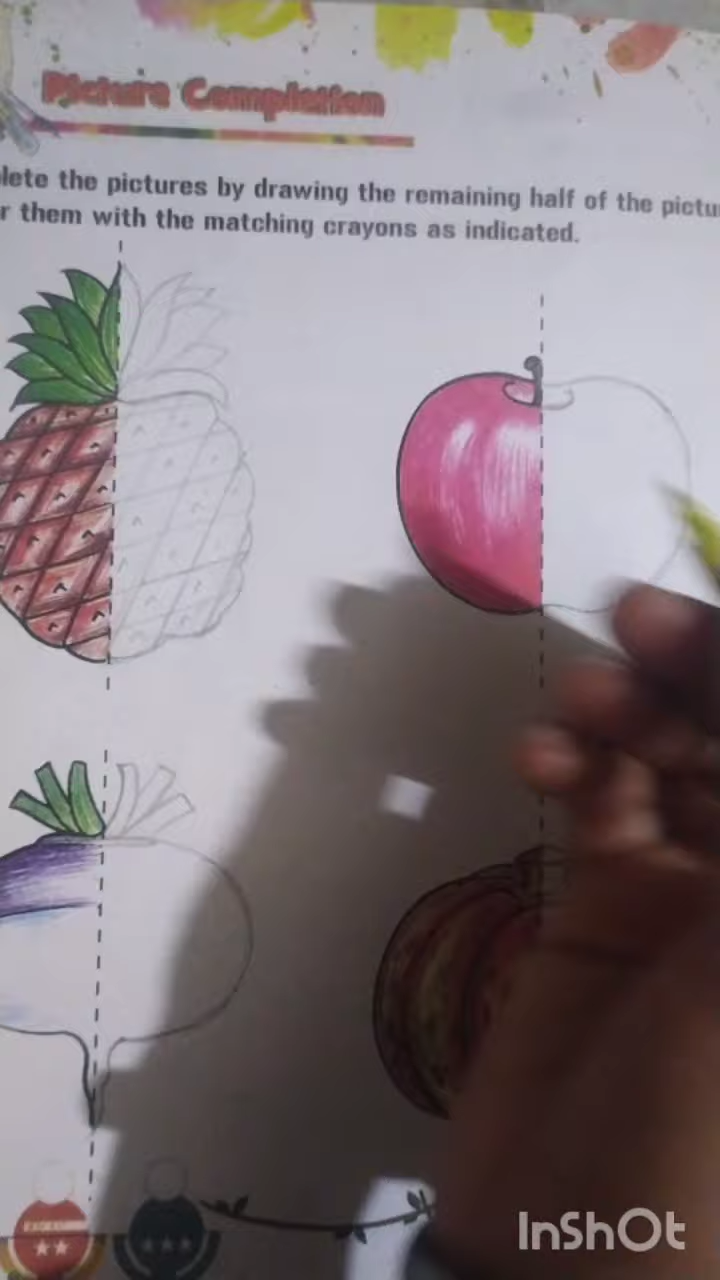 Picture Completion
lete the pictures by drawing the remaining half of the pictu
r them with the matching crayons as indicated.
InShOt